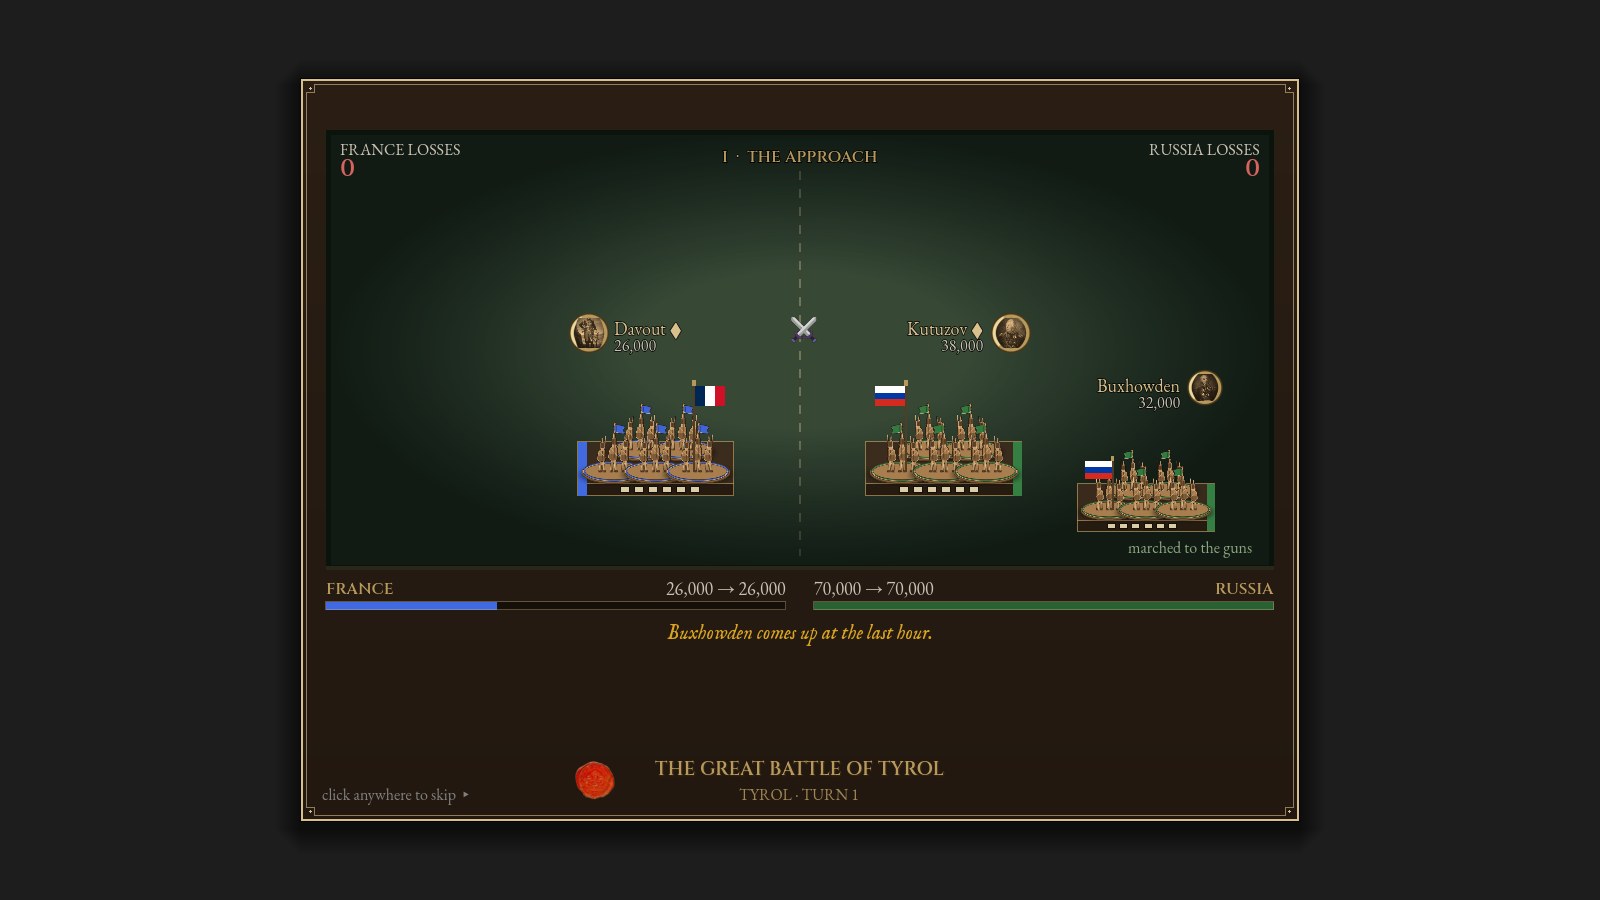 FRANCE LOSSES
0
I · THE APPROACH
RUSSIA LOSSES
0
Davout
26,000
Kutuzov
38,000
Buxhowden
32,000
marched to the guns
FRANCE
26,000 → 26,000
70,000 → 70,000
RUSSIA
Buxhowden comes up at the last hour.
THE GREAT BATTLE OF TYROL
TYROL · TURN 1
click anywhere to skip ▸